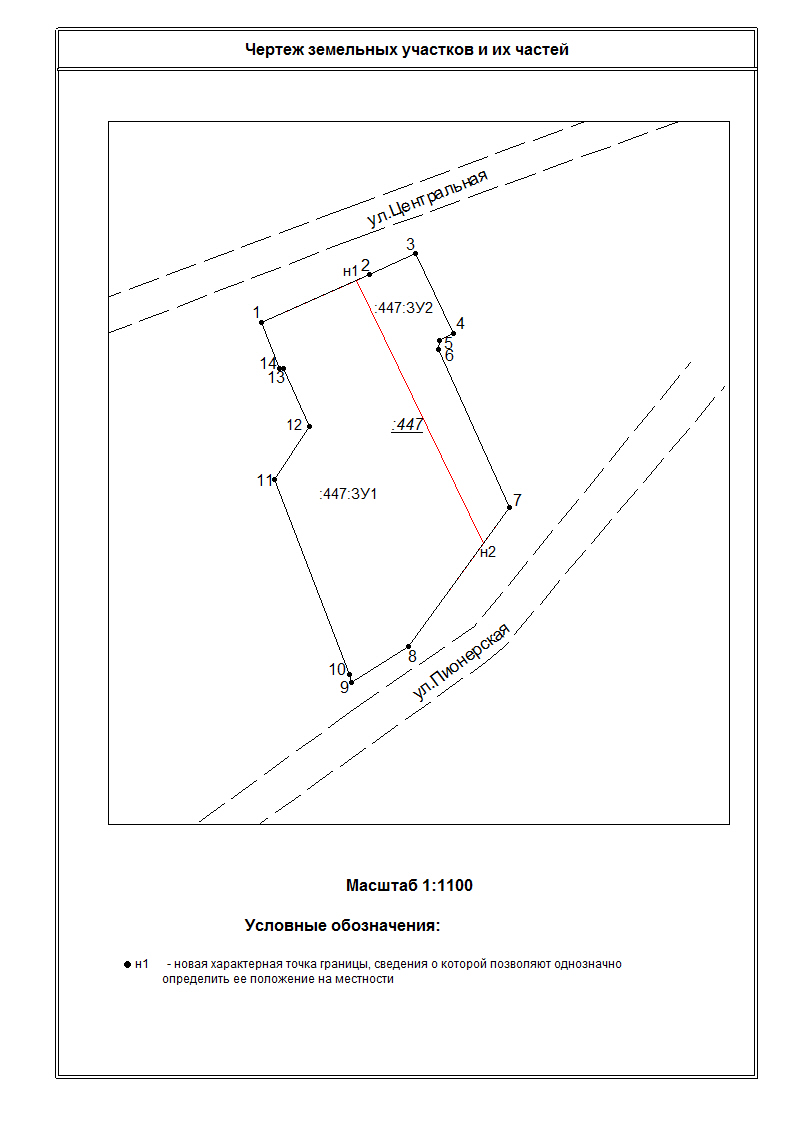 Чертеж земельных участков и их частей
ул.Центральная
3
н1
2
:447:ЗУ2
1
4
5
6
14
13
12
:447
11
:447:ЗУ1
7
н2
8
ул.Пионерская
10
9
Масштаб 1:1100
Условные обозначения:
н1 - новая характерная точка границы, сведения о которой позволяют однозначно
определить ее положение на местности